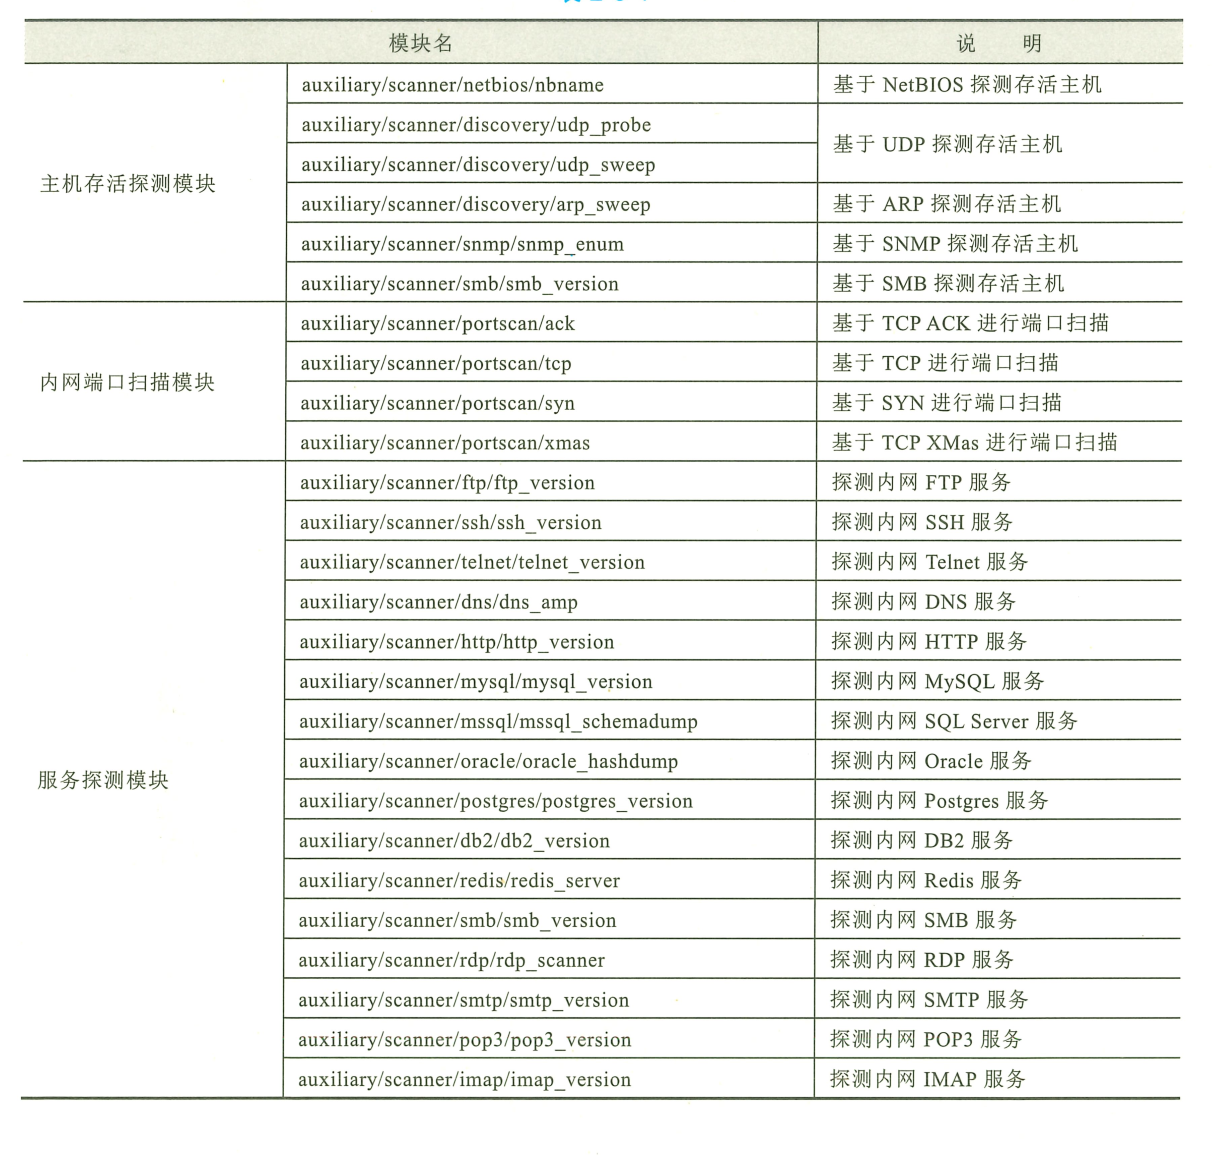 模块名 说 明
主机存活探测模块
auxiliary/scanner/netbios/nbname 基于 NetBIOS 探测存活主机
auxiliary/scanner/discovery/udp_probe 基于 UDP 探测存活主机
auxiliary/scanner/discovery/udp_sweep
auxiliary/scanner/discovery/arp_sweep 基于 ARP 探测存活主机
auxiliary/scanner/snmp/snmp_enum 基于 SNMP 探测存活主机
auxiliary/scanner/smb/smb_version 基于 SMB 探测存活主机
内网端口扫描模块
auxiliary/scanner/portscan/ack 基于 TCP ACK 进行端口扫描
auxiliary/scanner/portscan/tcp 基于 TCP 进行端口扫描
auxiliary/scanner/portscan/syn 基于 SYN 进行端口扫描
auxiliary/scanner/portscan/xmas 基于 TCP XMas 进行端口扫描
服务探测模块
auxiliary/scanner/ftp/ftp_version 探测内网 FTP 服务
auxiliary/scanner/ssh/ssh_version 探测内网 SSH 服务
auxiliary/scanner/telnet/telnet_version 探测内网 Telnet 服务
auxiliary/scanner/dns/dns_amp 探测内网 DNS 服务
auxiliary/scanner/http/http_version 探测内网 HTTP 服务
auxiliary/scanner/mysql/mysql_version 探测内网 MySQL 服务
auxiliary/scanner/mssql/mssql_schemadump 探测内网 SQL Server 服务
auxiliary/scanner/oracle/oracle_hashdump 探测内网 Oracle 服务
auxiliary/scanner/postgres/postgres_version 探测内网 Postgres 服务
auxiliary/scanner/db2/db2_version 探测内网 DB2 服务
auxiliary/scanner/redis/redis_server 探测内网 Redis 服务
auxiliary/scanner/smb/smb_version 探测内网 SMB 服务
auxiliary/scanner/rdp/rdp_scanner 探测内网 RDP 服务
auxiliary/scanner/smtp/smtp_version 探测内网 SMTP 服务
auxiliary/scanner/pop3/pop3_version 探测内网 POP3 服务
auxiliary/scanner/imap/imap_version 探测内网 IMAP 服务